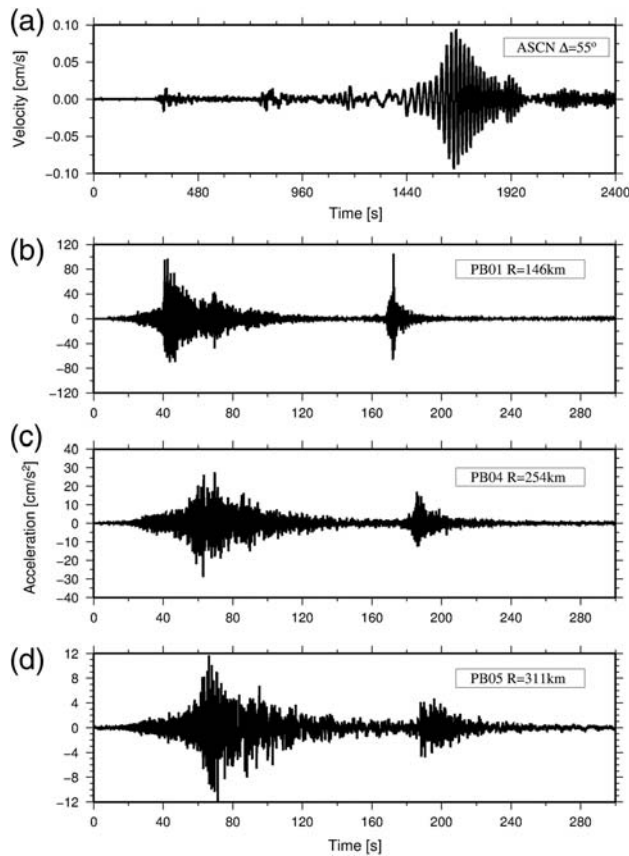 (a)
Velocity [cm/s]
0.10
0.05
0.00
−0.05
−0.10
ASCN Δ=55°
0 480 960 1440 1920 2400
Time [s]
(b)
120
80
40
0
−40
−80
−120
PB01 R=146km
0 40 80 120 160 200 240 280
(c)
Acceleration [cm/s²]
40
30
20
10
0
−10
−20
−30
−40
PB04 R=254km
0 40 80 120 160 200 240 280
(d)
12
8
4
0
−4
−8
−12
PB05 R=311km
0 40 80 120 160 200 240 280
Time [s]